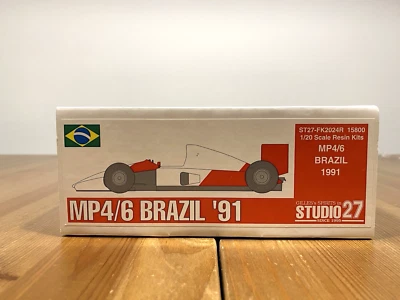 ST27-FK2024R 15800
1/20 Scale Resin Kits
MP4/6
BRAZIL
1991
MP4/6 BRAZIL '91
STUDIO27